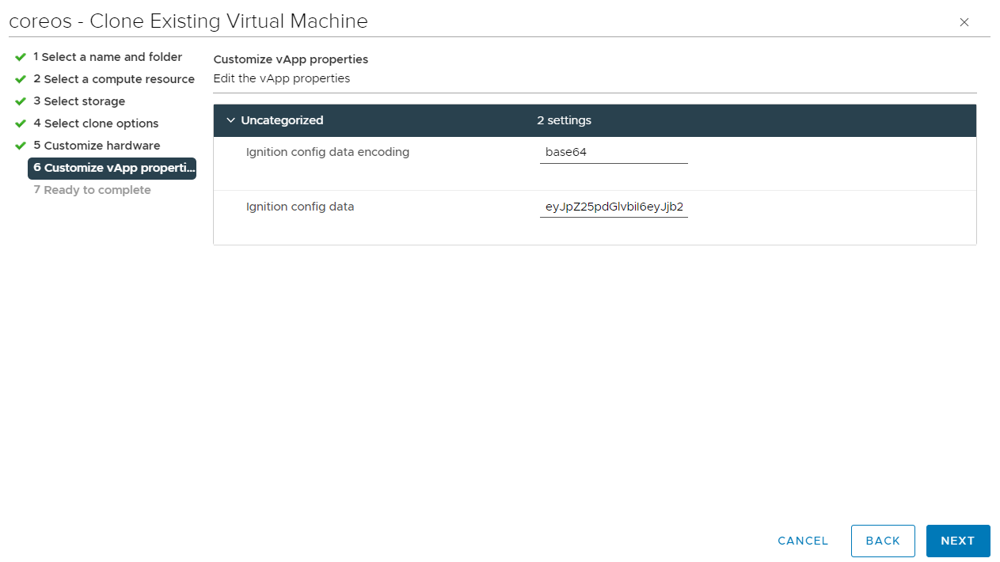 coreos - Clone Existing Virtual Machine
1 Select a name and folder
2 Select a compute resource
3 Select storage
4 Select clone options
5 Customize hardware
6 Customize vApp properti...
7 Ready to complete
Customize vApp properties
Edit the vApp properties
Uncategorized 2 settings
Ignition config data encoding base64
Ignition config data eyJpZ25pdGlvbiI6eyJjb2
CANCEL BACK NEXT